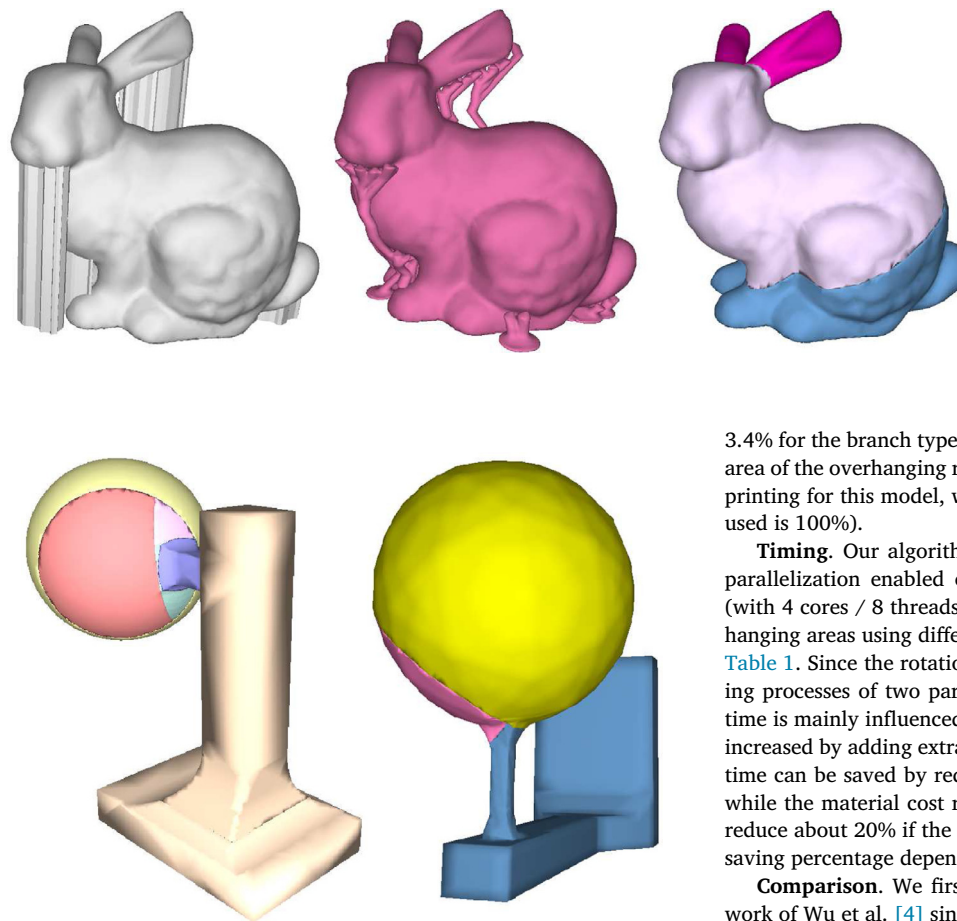 3.4% for the branch type
area of the overhanging r
printing for this model, w
used is 100%).
Timing. Our algorith
parallelization enabled o
(with 4 cores / 8 threads
hanging areas using diffe
Table 1. Since the rotatio
ing processes of two par
time is mainly influenced
increased by adding extra
time can be saved by rec
while the material cost r
reduce about 20% if the
saving percentage depen
Comparison. We firs
work of Wu et al. [4] sin